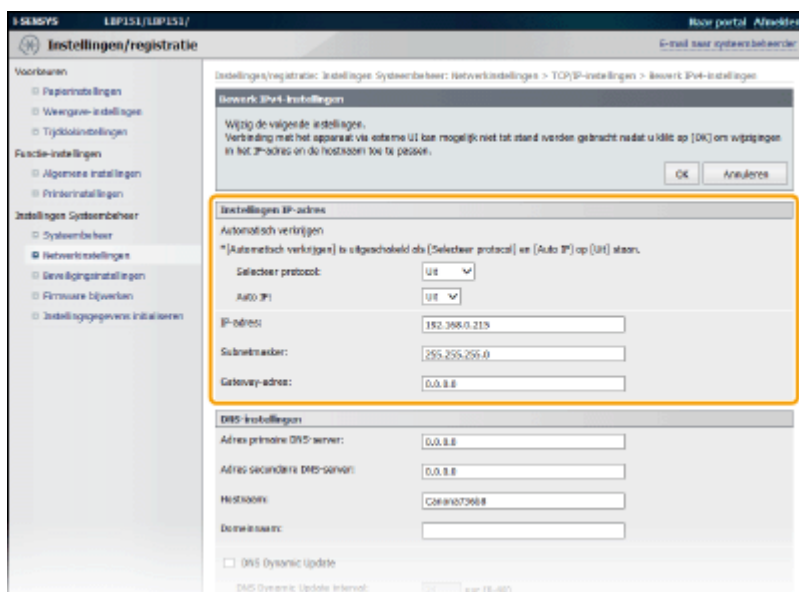 I-SENSYS LBP151/LBP151/ Naar portal Afmelden
Instellingen/registratie E-mail naar systeembeheerder
Voorkeuren
Papierinstellingen
Weergave-instellingen
Tijdklokinstellingen
Functie-instellingen
Algemene instellingen
Printerinstellingen
Instellingen Systeembeheer
Systeembeheer
Netwerkinstellingen
Beveiligingsinstellingen
Firmware bijwerken
Instellingsgegevens initialiseren
Instellingen/registratie: Instellingen Systeembeheer: Netwerkinstellingen > TCP/IP-instellingen > Bewerk IPv4-instellingen
Bewerk IPv4-instellingen
Wijzig de volgende instellingen.
Verbinding met het apparaat via externe UI kan mogelijk niet tot stand worden gebracht nadat u klikt op [OK] om wijzigingen
in het IP-adres en de hostnaam toe te passen.
OK Annuleren
Instellingen IP-adres
Automatisch verkrijgen
*[Automatisch verkrijgen] is uitgeschakeld als [Selecteer protocol] en [Auto IP] op [Uit] staan.
Selecteer protocol: Uit
Auto IP: Uit
IP-adres: 192.168.0.215
Subnetmasker: 255.255.255.0
Gateway-adres: 0.0.0.0
DNS-instellingen
Adres primaire DNS-server: 0.0.0.0
Adres secundaire DNS-server: 0.0.0.0
Hostnaam:
Domeinnaam:
DNS Dynamic Update
DNS Dynamic Update Interval: